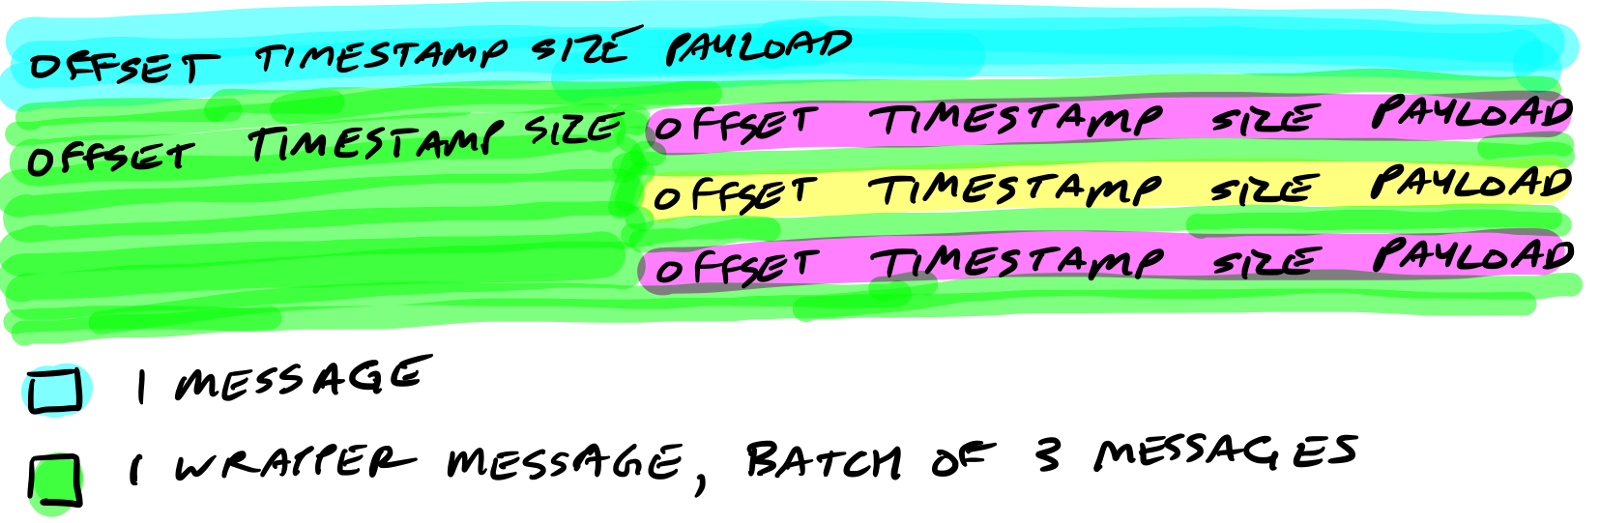 OFFSET TIMESTAMP SIZE PAYLOAD
OFFSET TIMESTAMP SIZE OFFSET TIMESTAMP SIZE PAYLOAD
OFFSET TIMESTAMP SIZE PAYLOAD
OFFSET TIMESTAMP SIZE PAYLOAD
1 MESSAGE
1 WRAPPER MESSAGE, BATCH OF 3 MESSAGES